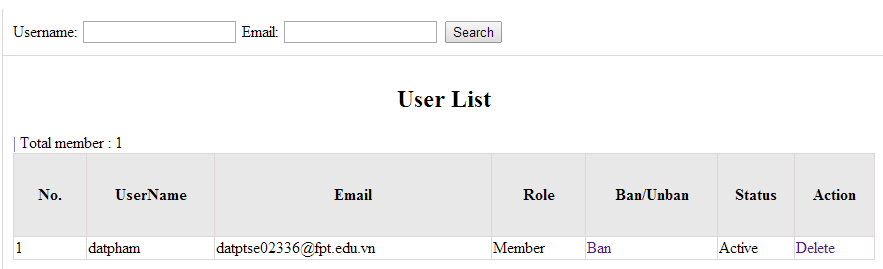 Username: Email: Search
User List
| Total member : 1
No. UserName Email Role Ban/Unban Status Action
1 datpham datptse02336@fpt.edu.vn Member Ban Active Delete